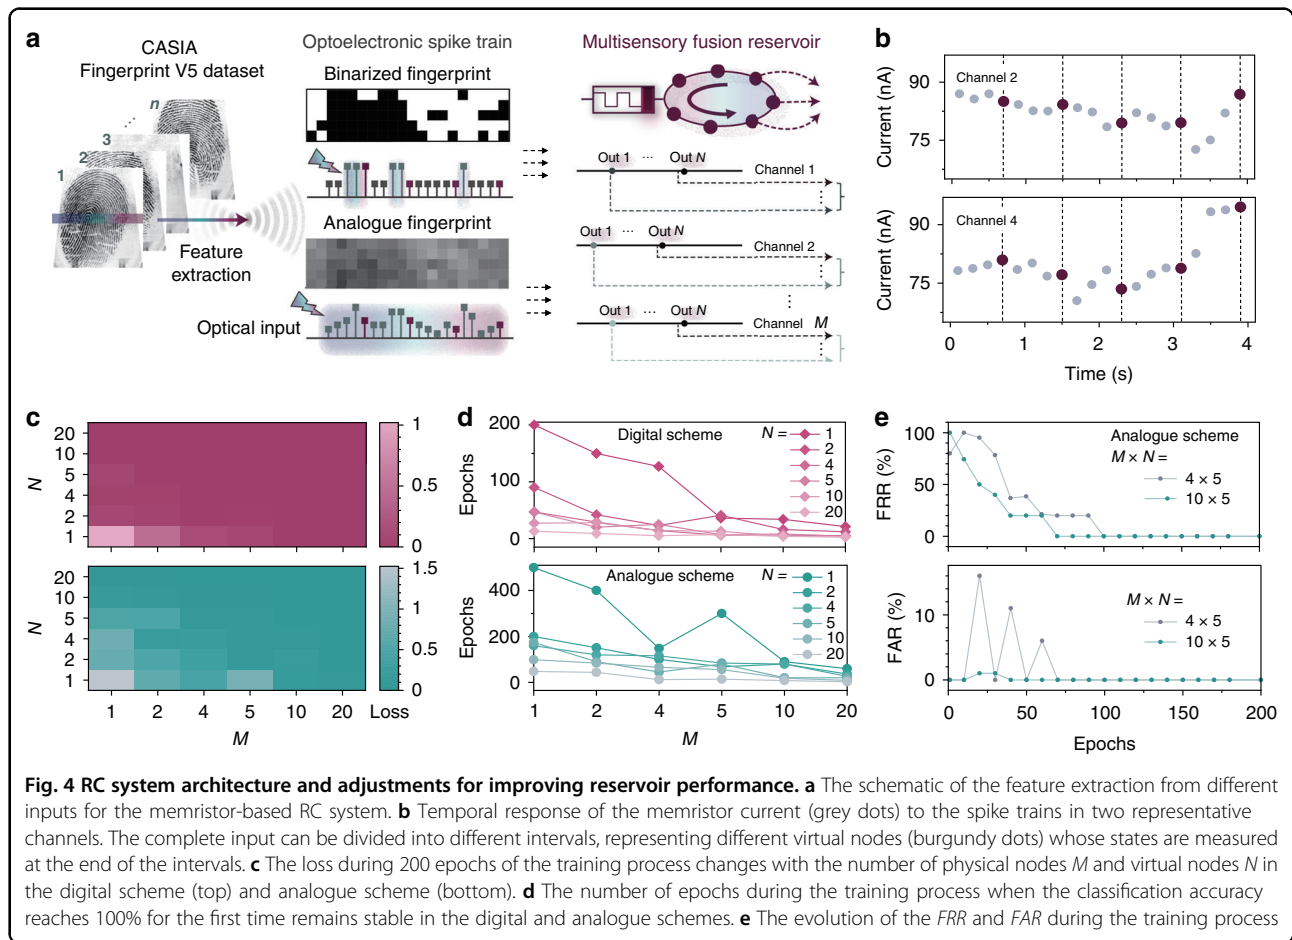 a
CASIA
Fingerprint V5 dataset
n
3
2
1
Feature
extraction
Optoelectronic spike train
Binarized fingerprint
Analogue fingerprint
Optical input
Multisensory fusion reservoir
Out 1 ··· Out N
Channel 1
Out 1 ··· Out N
Channel 2
Out 1 ··· Out N
Channel M
b
Channel 2
Current (nA)
90
75
Channel 4
Current (nA)
90
75
0 1 2 3 4
Time (s)
c
N
20
10
5
4
2
1
1
0.5
0
N
20
10
5
4
2
1
1.5
1
0.5
0
1 2 4 5 10 20 Loss
M
d
Epochs
200
100
0
Digital scheme
N =
1
2
4
5
10
20
Epochs
400
200
0
Analogue scheme
N =
1
2
4
5
10
20
1 2 4 5 10 20
M
e
FRR (%)
100
50
0
Analogue scheme
M × N =
4 × 5
10 × 5
FAR (%)
10
0
M × N =
4 × 5
10 × 5
0 50 100 150 200
Epochs
Fig. 4 RC system architecture and adjustments for improving reservoir performance. a The schematic of the feature extraction from different
inputs for the memristor-based RC system. b Temporal response of the memristor current (grey dots) to the spike trains in two representative
channels. The complete input can be divided into different intervals, representing different virtual nodes (burgundy dots) whose states are measured
at the end of the intervals. c The loss during 200 epochs of the training process changes with the number of physical nodes M and virtual nodes N in
the digital scheme (top) and analogue scheme (bottom). d The number of epochs during the training process when the classification accuracy
reaches 100% for the first time remains stable in the digital and analogue schemes. e The evolution of the FRR and FAR during the training process